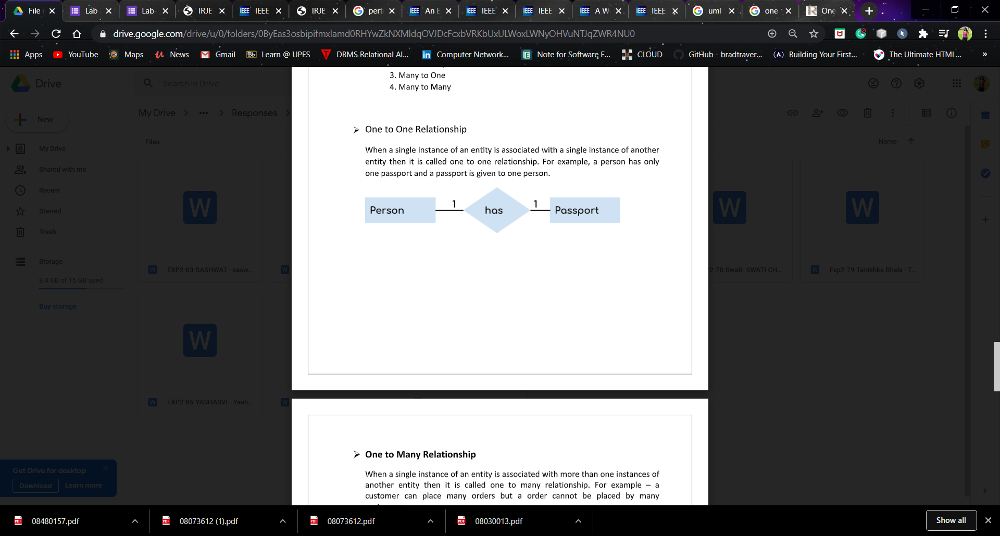 File
Lab
Lab-
IRJE
IEEE
IRJE
pert
An E
IEEE
IEEE
A W
IEEE
uml
one
One
drive.google.com/drive/u/0/folders/0ByEas3osbipifmxlamd0RHYwZkNXMldqOVJDcFcxbVRKbUxULWoxLWNyOHVuNTJqZWR4NU0
Apps
YouTube
Maps
News
Gmail
Bb Learn @ UPES
DBMS Relational Al...
Computer Network...
Note for Software E...
CLOUD
GitHub - bradtraver...
Building Your First...
The Ultimate HTML...
Drive
Search in Drive
My Drive > ... > Responses >
New
My Drive
Shared with me
Recent
Starred
Trash
Storage
8.4 GB of 15 GB used
Buy storage
Files
Name
EXP2-63-SASHWAT - sasw...
2-78-Swati- SWATI CH...
Exp2-79-Tanishka Bhala - T...
EXP2-85-YASHASVI - Yash...
3. Many to One
4. Many to Many
➢ One to One Relationship
When a single instance of an entity is associated with a single instance of another
entity then it is called one to one relationship. For example, a person has only
one passport and a passport is given to one person.
Person 1 has 1 Passport
➢ One to Many Relationship
When a single instance of an entity is associated with more than one instances of
another entity then it is called one to many relationship. For example – a
customer can place many orders but a order cannot be placed by many
Get Drive for desktop
Download Learn more
08480157.pdf
08073612 (1).pdf
08073612.pdf
08030013.pdf
Show all